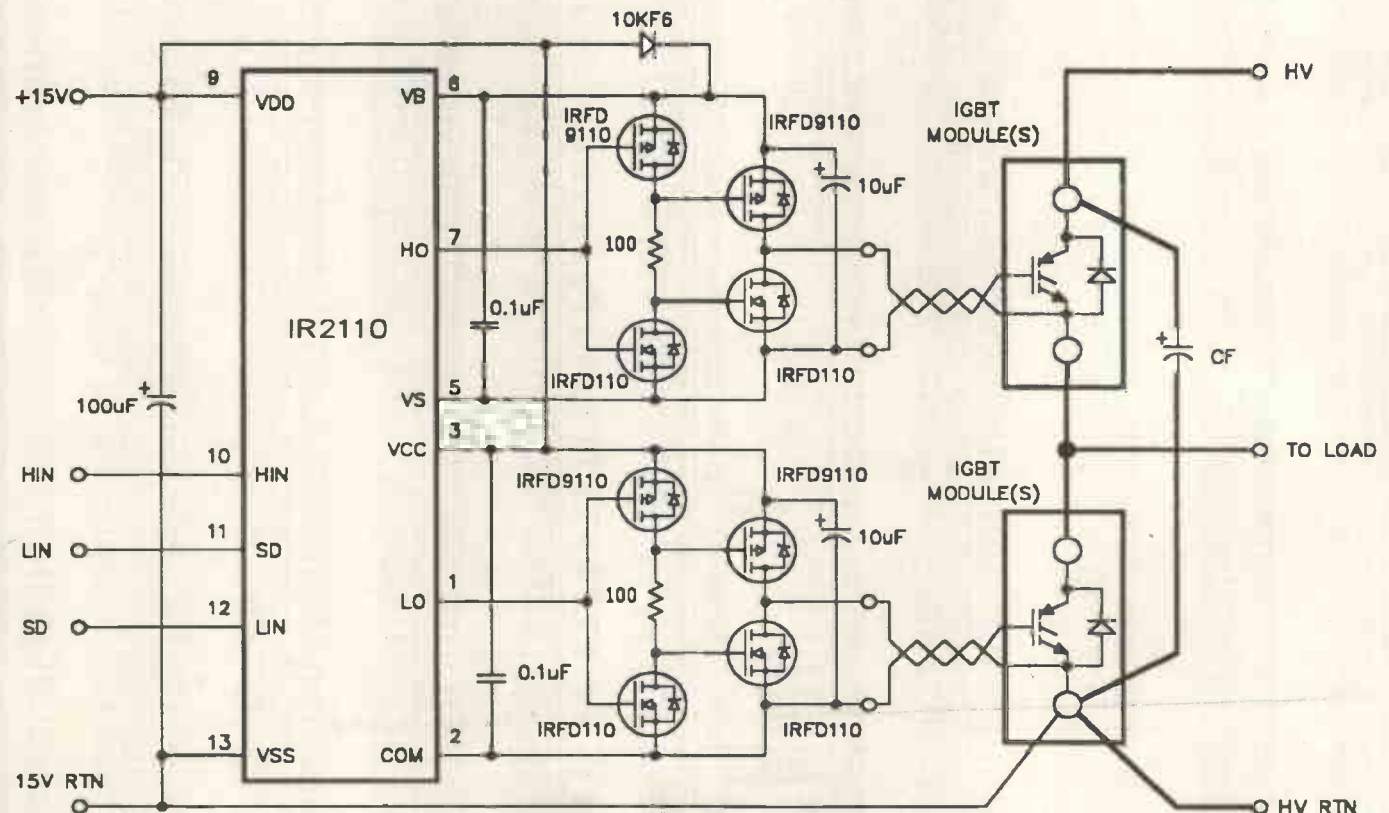 10KF6
+15V
9
VDD
VB
6
IRFD
9110
IRFD9110
10uF
+
IGBT
MODULE(S)
HV
HO
7
100
0.1uF
IR2110
IRFD110
IRFD110
VS
5
+
100uF
+
CF
3
VCC
TO LOAD
HIN
10
HIN
IRFD9110
IRFD9110
IGBT
MODULE(S)
LIN
11
SD
+
10uF
SD
12
LIN
LO
1
100
0.1uF
IRFD110
IRFD110
13
VSS
COM
2
15V RTN
HV RTN